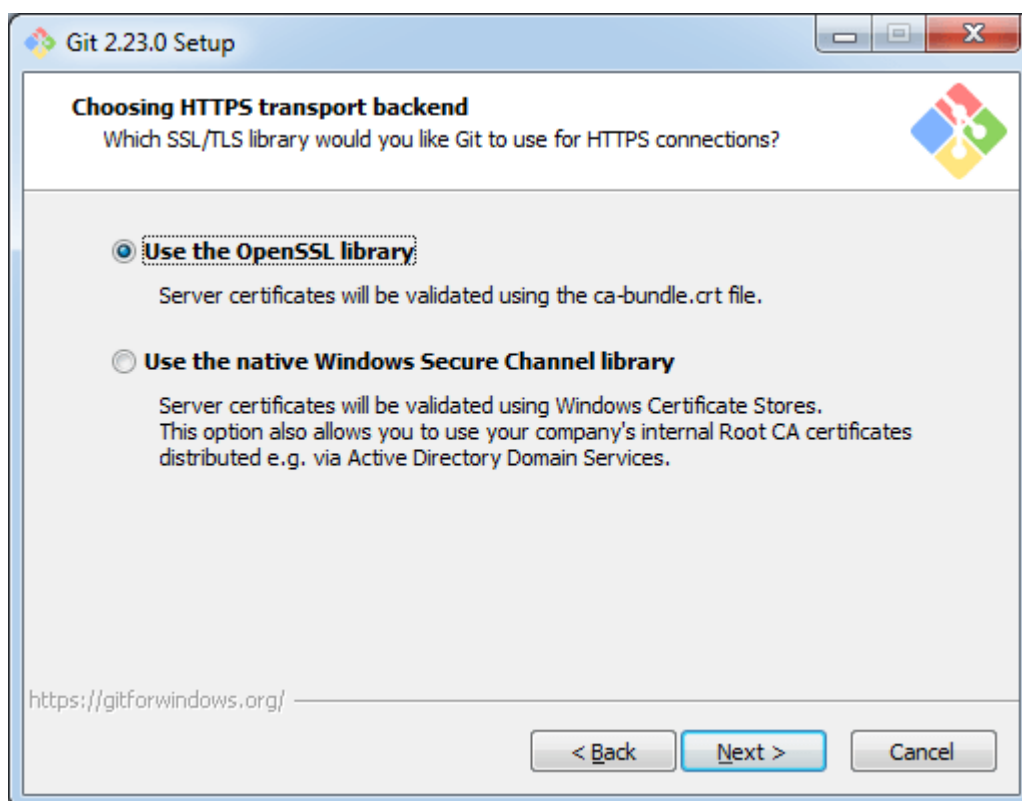 Git 2.23.0 Setup
Choosing HTTPS transport backend
Which SSL/TLS library would you like Git to use for HTTPS connections?
Use the OpenSSL library
Server certificates will be validated using the ca-bundle.crt file.
Use the native Windows Secure Channel library
Server certificates will be validated using Windows Certificate Stores.
This option also allows you to use your company's internal Root CA certificates
distributed e.g. via Active Directory Domain Services.
https://gitforwindows.org/
< Back
Next >
Cancel